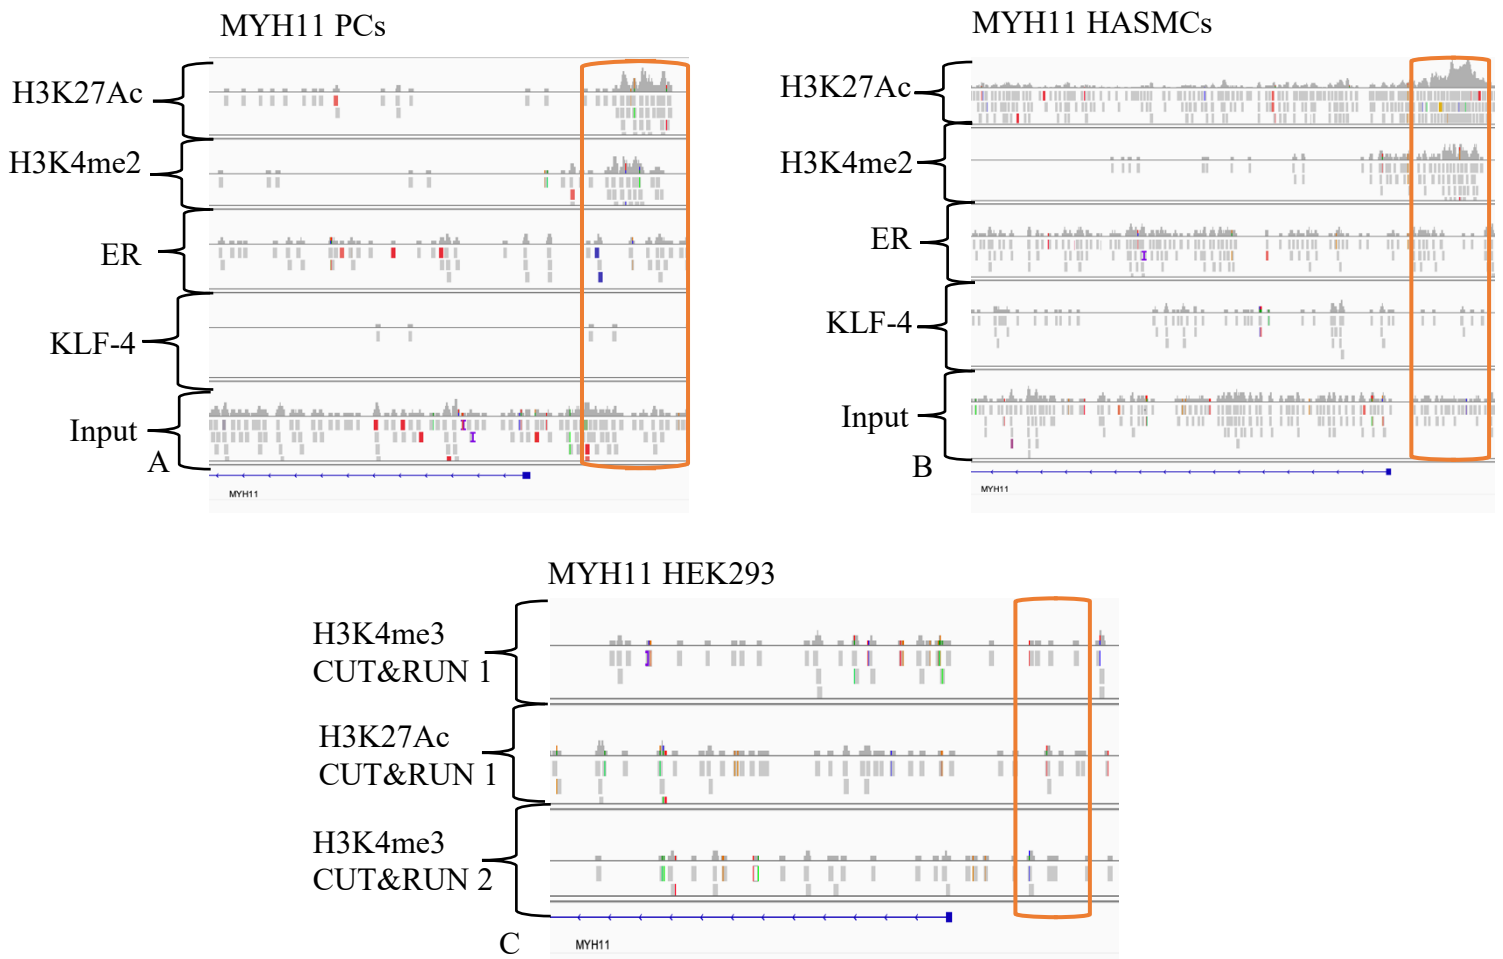 MYH11 PCs
H3K27Ac
H3K4me2
ER
KLF-4
Input
A
MYH11
MYH11 HASMCs
H3K27Ac
H3K4me2
ER
KLF-4
Input
B
MYH11
MYH11 HEK293
H3K4me3
CUT&RUN 1
H3K27Ac
CUT&RUN 1
H3K4me3
CUT&RUN 2
C
MYH11